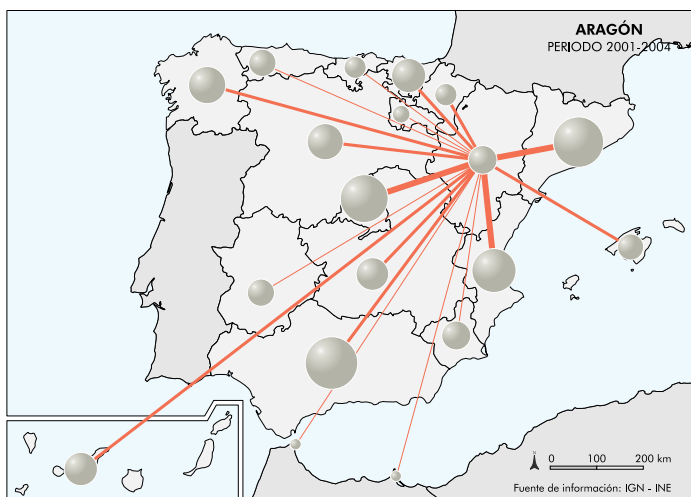 ARAGÓN
PERIODO 2001-2004
0 100 200 km
Fuente de información: IGN - INE